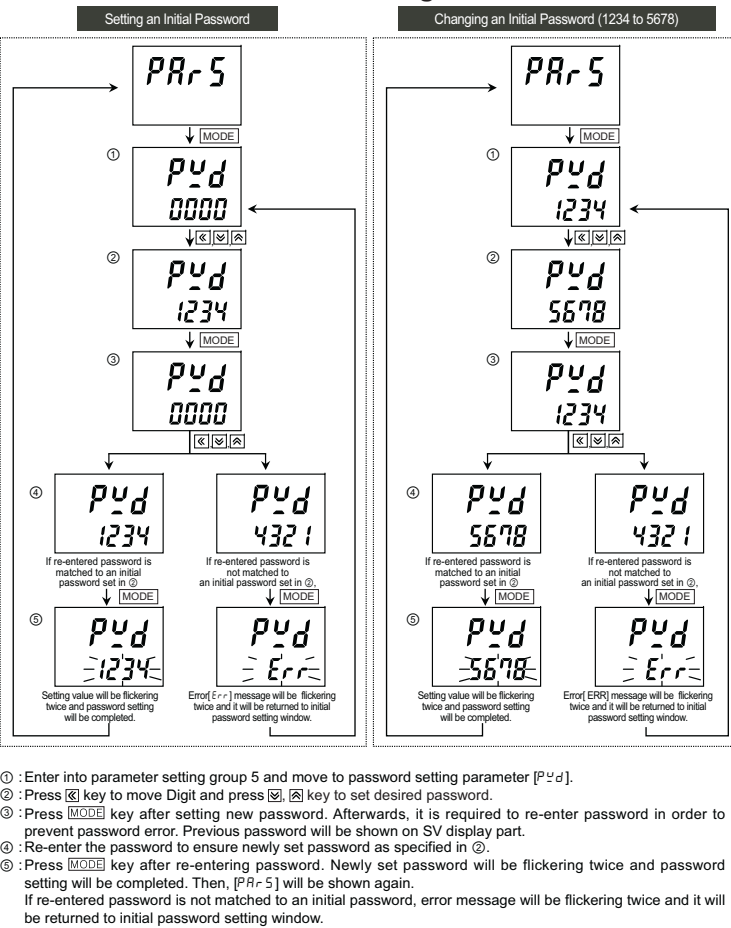 Setting an Initial Password
PArS
MODE
①
PWd
0000
②
PWd
1234
MODE
③
PWd
0000
④
PWd
1234
PWd
4321
If re-entered password is
matched to an initial
password set in ②
If re-entered password is
not matched to
an initial password set in ②,
MODE
MODE
⑤
PWd
1234
PWd
Err
Setting value will be flickering
twice and password setting
will be completed.
Error[Err] message will be flickering
twice and it will be returned to initial
password setting window.
Changing an Initial Password (1234 to 5678)
PArS
MODE
①
PWd
1234
②
PWd
5678
MODE
③
PWd
1234
④
PWd
5678
PWd
4321
If re-entered password is
matched to an initial
password set in ②
If re-entered password is
not matched to
an initial password set in ②,
MODE
MODE
⑤
PWd
5678
PWd
Err
Setting value will be flickering
twice and password setting
will be completed.
Error[ ERR] message will be flickering
twice and it will be returned to initial
password setting window.
① : Enter into parameter setting group 5 and move to password setting parameter [PWd].
② : Press « key to move Digit and press ︾, ︽ key to set desired password.
③ : Press MODE key after setting new password. Afterwards, it is required to re-enter password in order to
prevent password error. Previous password will be shown on SV display part.
④ : Re-enter the password to ensure newly set password as specified in ②.
⑤ : Press MODE key after re-entering password. Newly set password will be flickering twice and password
setting will be completed. Then, [PArS] will be shown again.
If re-entered password is not matched to an initial password, error message will be flickering twice and it will
be returned to initial password setting window.